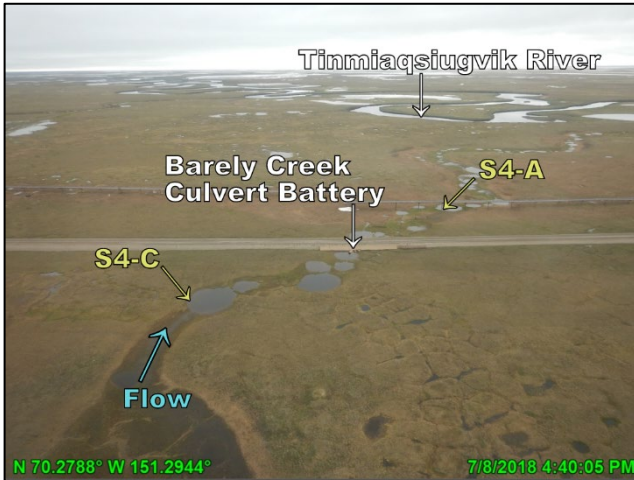 Tinmiaqsiugvik River
Barely Creek
Culvert Battery
S4-A
S4-C
Flow
N 70.2788° W 151.2944°
7/8/2018 4:40:05 PM